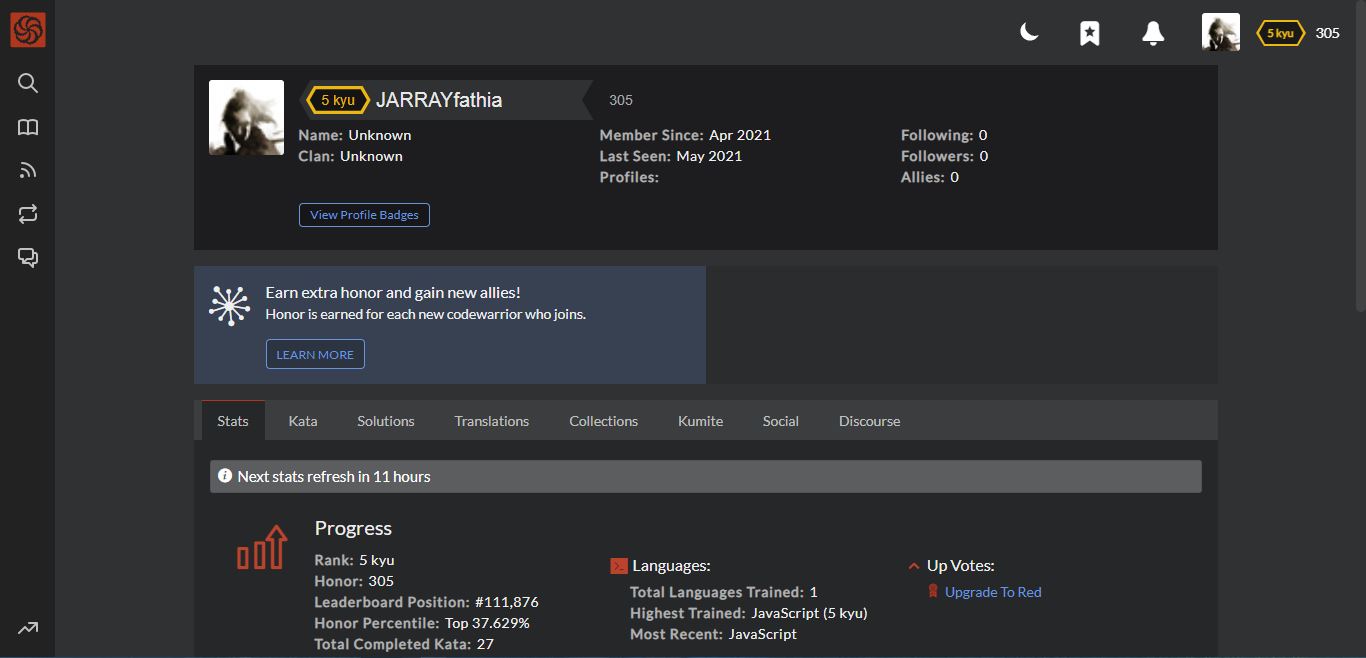 5 kyu 305
5 kyu JARRAYfathia 305
Name: Unknown
Clan: Unknown
Member Since: Apr 2021
Last Seen: May 2021
Profiles:
Following: 0
Followers: 0
Allies: 0
View Profile Badges
Earn extra honor and gain new allies!
Honor is earned for each new codewarrior who joins.
LEARN MORE
Stats Kata Solutions Translations Collections Kumite Social Discourse
Next stats refresh in 11 hours
Progress
Rank: 5 kyu
Honor: 305
Leaderboard Position: #111,876
Honor Percentile: Top 37.629%
Total Completed Kata: 27
Languages:
Total Languages Trained: 1
Highest Trained: JavaScript (5 kyu)
Most Recent: JavaScript
Up Votes:
Upgrade To Red